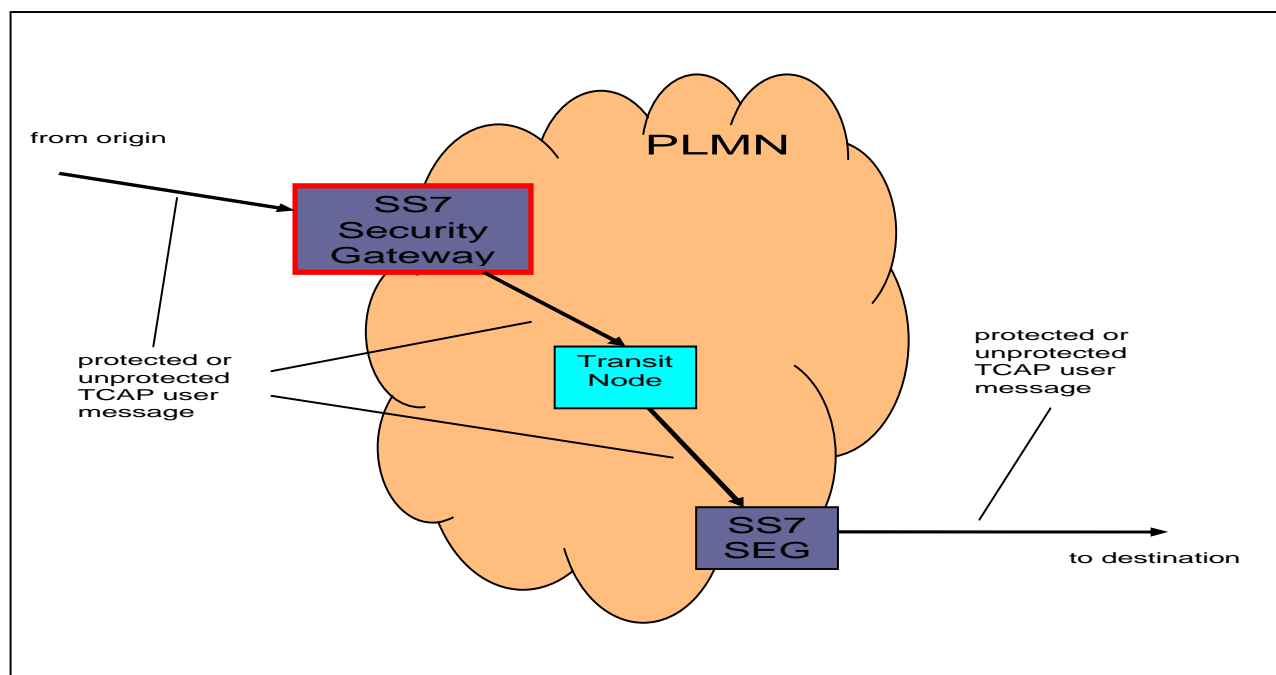 from origin
PLMN
SS7
Security
Gateway
protected or
unprotected
TCAP user
message
Transit
Node
protected or
unprotected
TCAP user
message
SS7
SEG
to destination